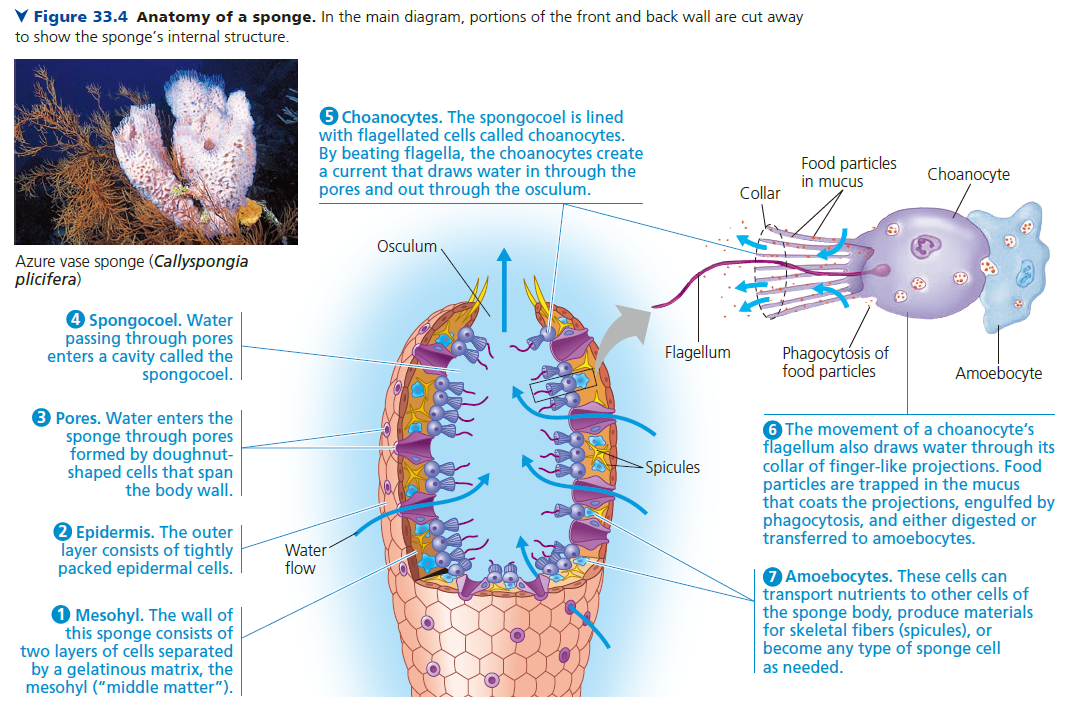 Figure 33.4 Anatomy of a sponge. In the main diagram, portions of the front and back wall are cut away
to show the sponge's internal structure.
Azure vase sponge (Callyspongia
plicifera)
5 Choanocytes. The spongocoel is lined
with flagellated cells called choanocytes.
By beating flagella, the choanocytes create
a current that draws water in through the
pores and out through the osculum.
Osculum
4 Spongocoel. Water
passing through pores
enters a cavity called the
spongocoel.
3 Pores. Water enters the
sponge through pores
formed by doughnut-
shaped cells that span
the body wall.
2 Epidermis. The outer
layer consists of tightly
packed epidermal cells.
Water
flow
1 Mesohyl. The wall of
this sponge consists of
two layers of cells separated
by a gelatinous matrix, the
mesohyl ("middle matter").
Spicules
Food particles
in mucus
Choanocyte
Collar
Flagellum
Phagocytosis of
food particles
Amoebocyte
6 The movement of a choanocyte's
flagellum also draws water through its
collar of finger-like projections. Food
particles are trapped in the mucus
that coats the projections, engulfed by
phagocytosis, and either digested or
transferred to amoebocytes.
7 Amoebocytes. These cells can
transport nutrients to other cells of
the sponge body, produce materials
for skeletal fibers (spicules), or
become any type of sponge cell
as needed.